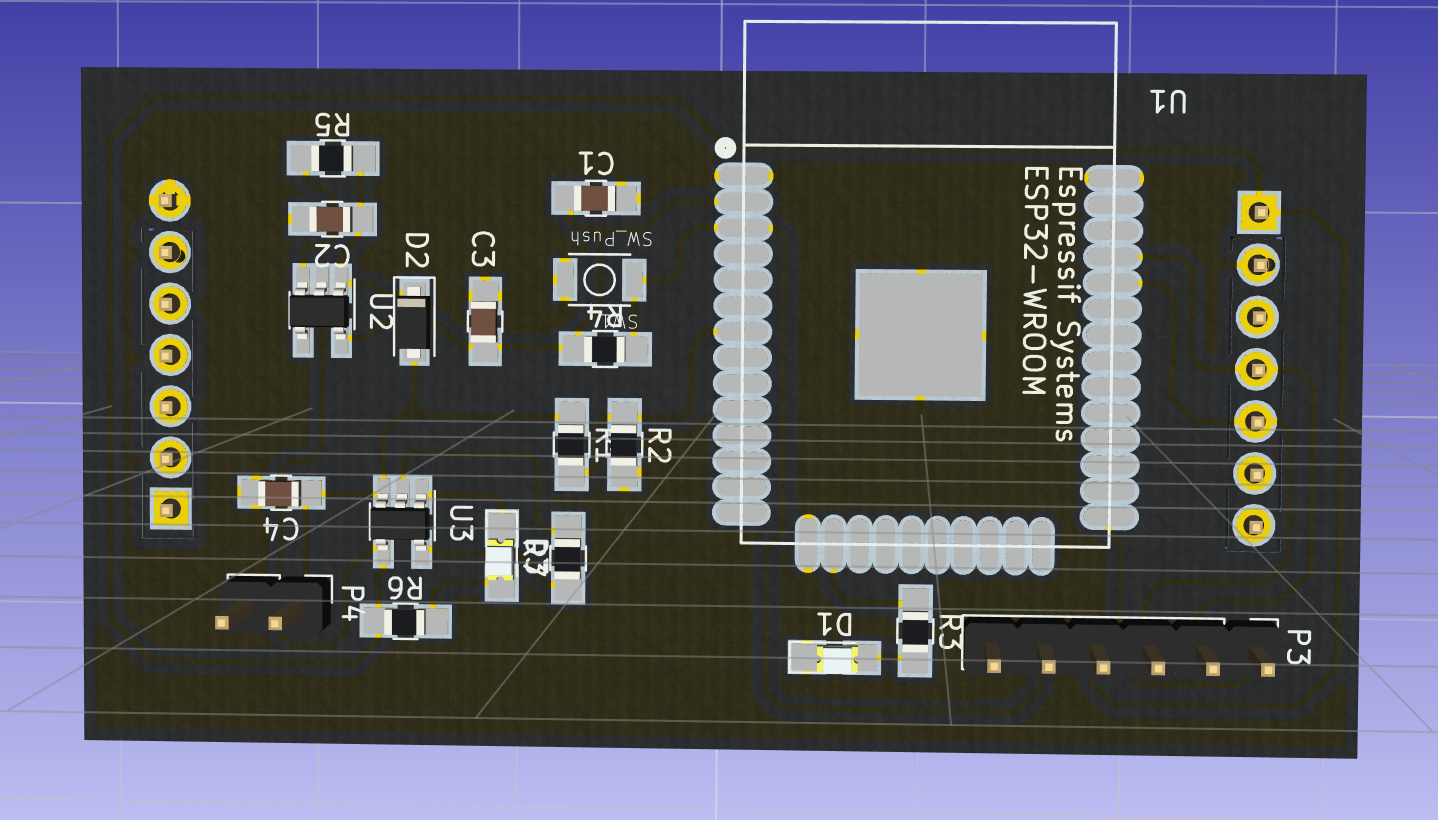 U1
R5
C1
Espressif Systems
ESP32-WROOM
SW_Push
C2
D2
C3
U2
R4
SW1
R1
R2
C4
U3
R6
P4
D1
R3
P3